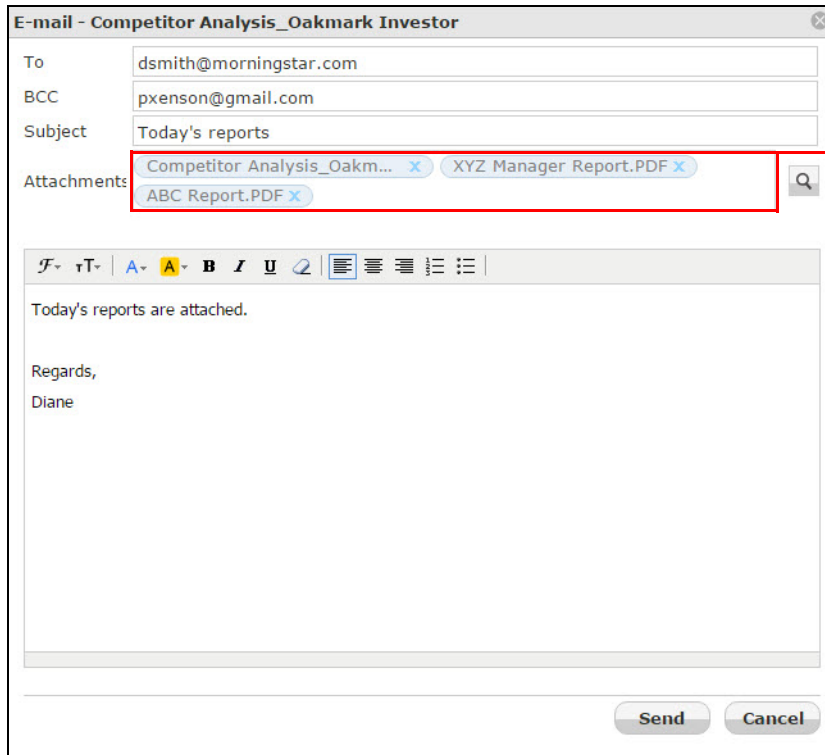 E-mail - Competitor Analysis_Oakmark Investor
To dsmith@morningstar.com
BCC pxenson@gmail.com
Subject Today's reports
Attachments Competitor Analysis_Oakm... x XYZ Manager Report.PDF x
ABC Report.PDF x
F TT A A B I U
Today's reports are attached.
Regards,
Diane
Send Cancel